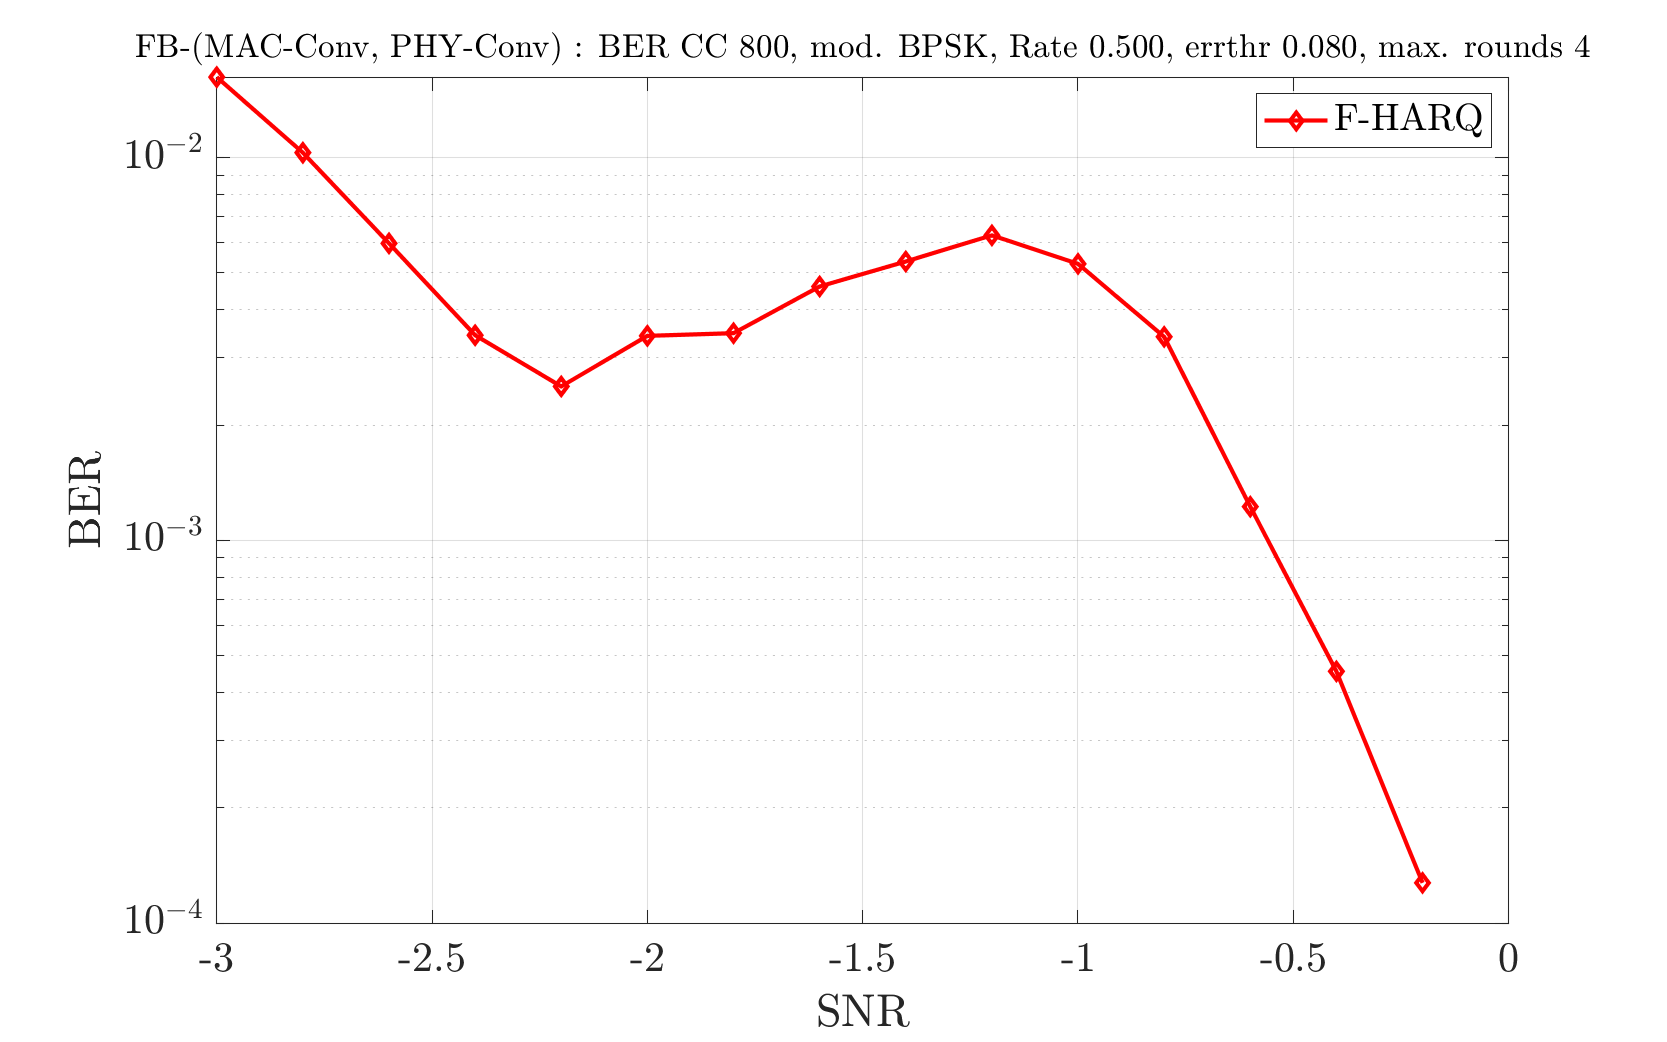 FB-(MAC-Conv, PHY-Conv) : BER CC 800, mod. BPSK, Rate 0.500, errthr 0.080, max. rounds 4
F-HARQ
BER
10⁻²
10⁻³
10⁻⁴
-3 -2.5 -2 -1.5 -1 -0.5 0
SNR